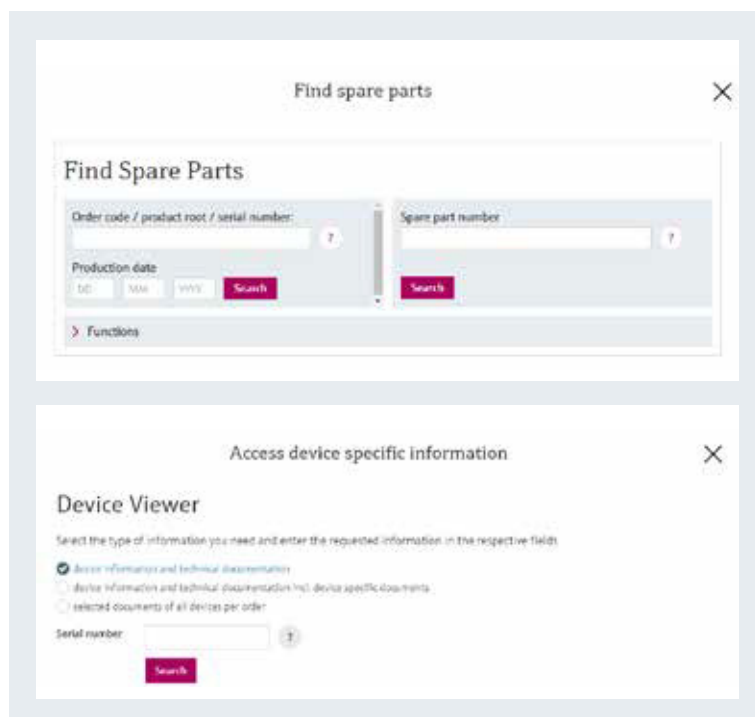 Find spare parts
Find Spare Parts
Order code / product root / serial number:
?
Production date
DD MM YYYY Search
Spare part number
?
Search
Functions
Access device specific information
Device Viewer
Select the type of information you need and enter the requested information in the respective fields
device information and technical documentation
device information and technical documentation incl. device specific documents
selected documents of all devices per order
Serial number ?
Search